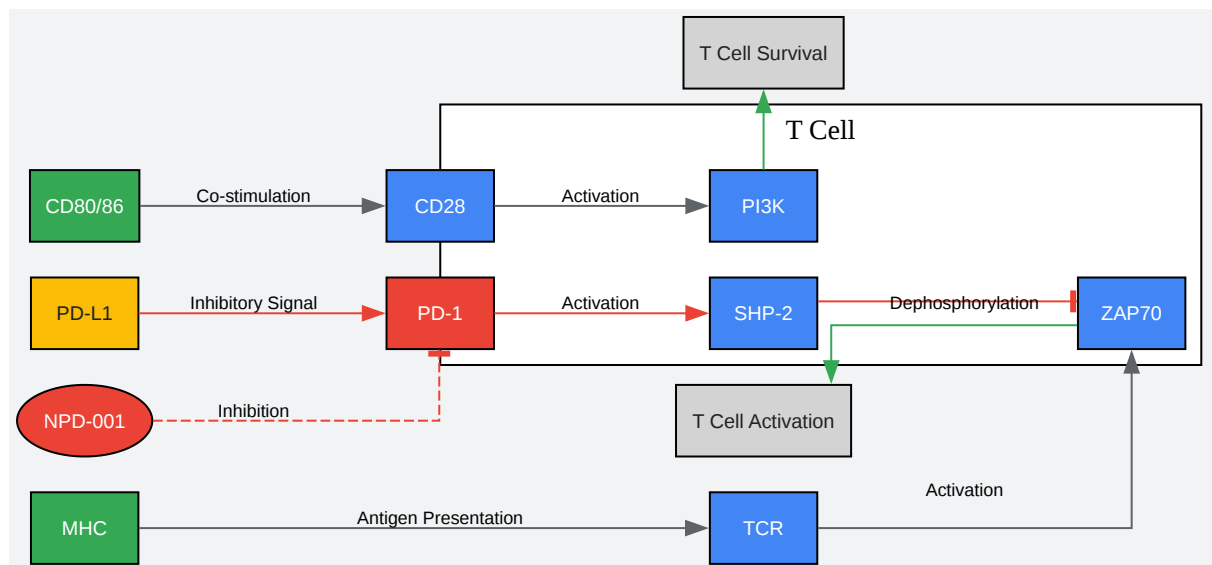 T Cell Survival
T Cell
CD80/86
Co-stimulation
CD28
Activation
PI3K
PD-L1
Inhibitory Signal
PD-1
Activation
SHP-2
Dephosphorylation
ZAP70
NPD-001
Inhibition
T Cell Activation
Activation
MHC
Antigen Presentation
TCR